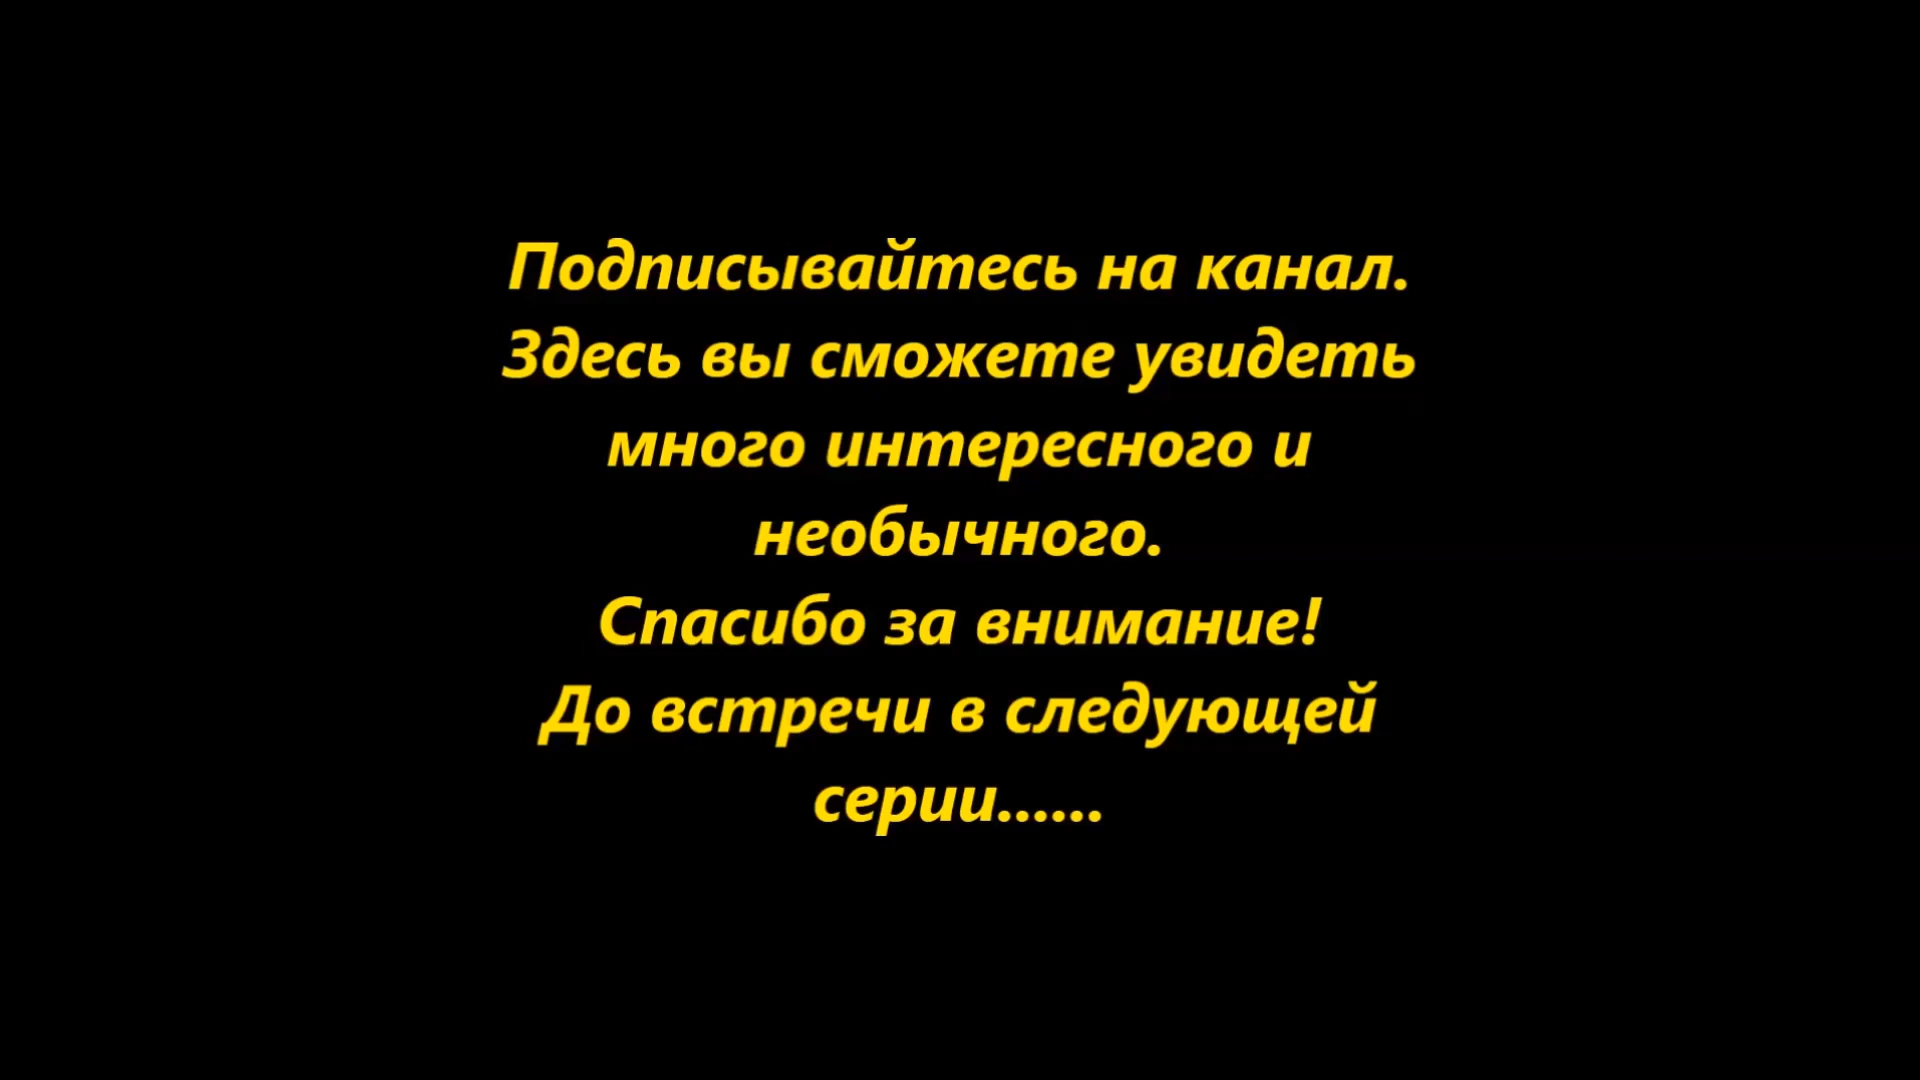 Подписывайтесь на канал.
Здесь вы сможете увидеть
много интересного и
необычного.
Спасибо за внимание!
До встречи в следующей
серии......